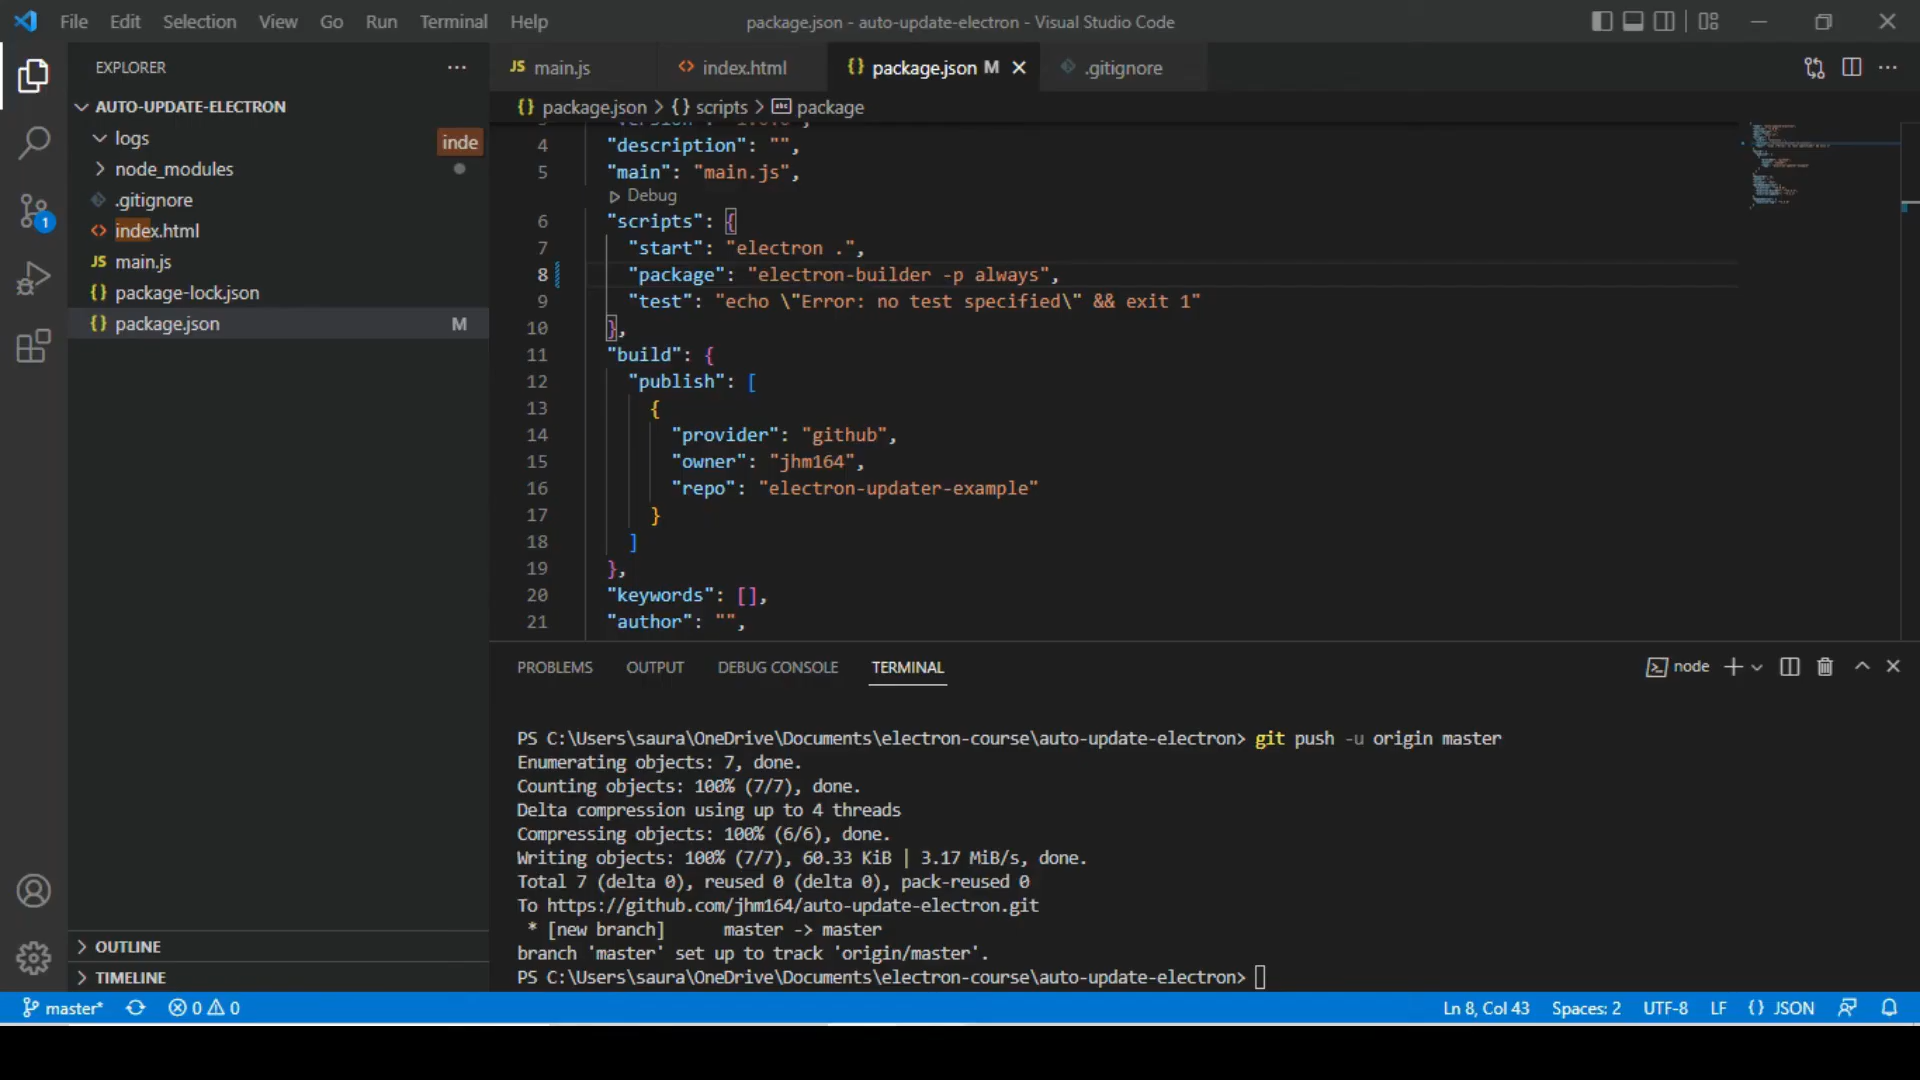 File Edit Selection View Go Run Terminal Help
package.json - auto-update-electron - Visual Studio Code
EXPLORER
AUTO-UPDATE-ELECTRON
logs
inde
node_modules
.gitignore
index.html
main.js
package-lock.json
package.json M
OUTLINE
TIMELINE
main.js
index.html
package.json M
.gitignore
package.json > {} scripts > package
4 "description": "",
5 "main": "main.js",
Debug
6 "scripts": {
7 "start": "electron .",
8 "package": "electron-builder -p always",
9 "test": "echo \"Error: no test specified\" && exit 1"
10 },
11 "build": {
12 "publish": [
13 {
14 "provider": "github",
15 "owner": "jhm164",
16 "repo": "electron-updater-example"
17 }
18 ]
19 },
20 "keywords": [],
21 "author": "",
PROBLEMS OUTPUT DEBUG CONSOLE TERMINAL
node
PS C:\Users\saura\OneDrive\Documents\electron-course\auto-update-electron> git push -u origin master
Enumerating objects: 7, done.
Counting objects: 100% (7/7), done.
Delta compression using up to 4 threads
Compressing objects: 100% (6/6), done.
Writing objects: 100% (7/7), 60.33 KiB | 3.17 MiB/s, done.
Total 7 (delta 0), reused 0 (delta 0), pack-reused 0
To https://github.com/jhm164/auto-update-electron.git
* [new branch] master -> master
branch 'master' set up to track 'origin/master'.
PS C:\Users\saura\OneDrive\Documents\electron-course\auto-update-electron>
master* 0 0 Ln 8, Col 43 Spaces: 2 UTF-8 LF {} JSON